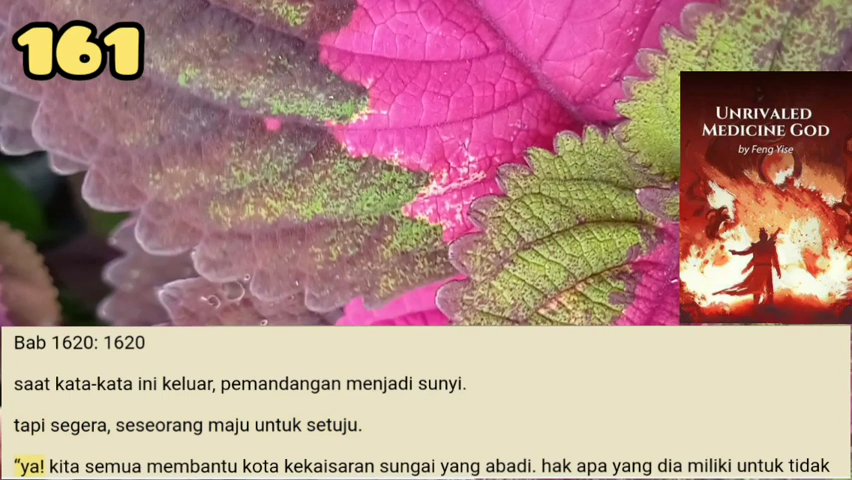 161
UNRIVALED
MEDICINE GOD
by Feng Yise
Bab 1620: 1620
saat kata-kata ini keluar, pemandangan menjadi sunyi.
tapi segera, seseorang maju untuk setuju.
“ya! kita semua membantu kota kekaisaran sungai yang abadi. hak apa yang dia miliki untuk tidak